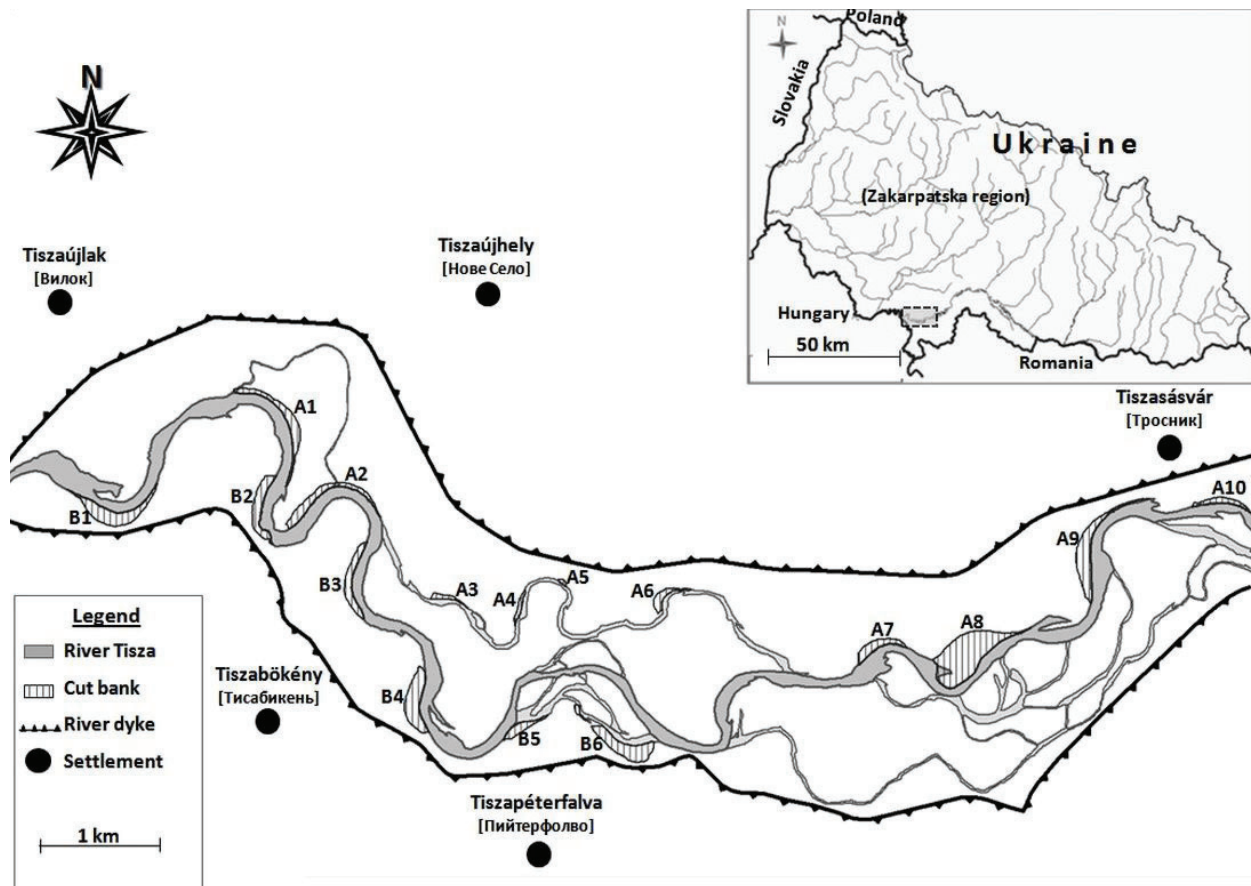 N
Tiszaújlak
[Вилок]
Tiszaújhely
[Нове Село]
Poland
N
Slovakia
Ukraine
(Zakarpatska region)
Hungary
50 km
Romania
Tiszasásvár
[Тросник]
A1
A2
B2
B1
A10
A9
B3
A3
A4
A5
A6
A7
A8
Legend
River Tisza
Cut bank
River dyke
Settlement
1 km
Tiszabökény
[Тисабикень]
B4
B5
B6
Tiszapéterfalva
[Пийтерфолво]